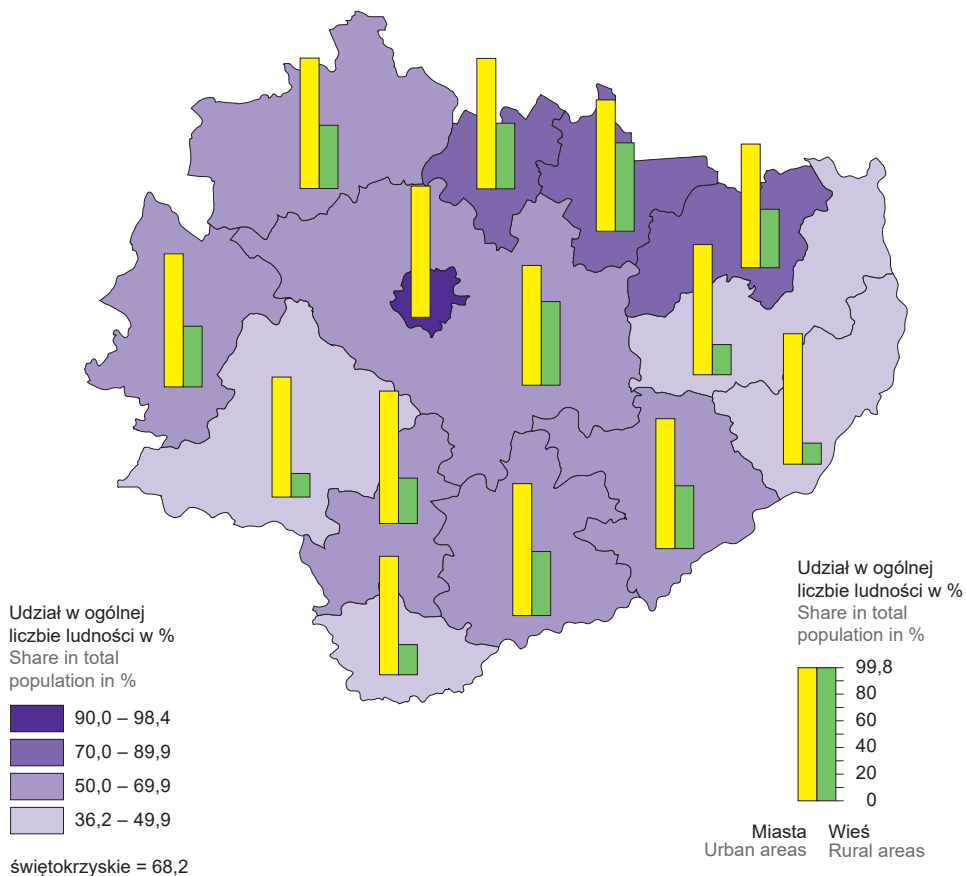 Udział w ogólnej
liczbie ludności w %
Share in total
population in %
90,0 – 98,4
70,0 – 89,9
50,0 – 69,9
36,2 – 49,9
świętokrzyskie = 68,2
Udział w ogólnej
liczbie ludności w %
Share in total
population in %
99,8
80
60
40
20
0
Miasta Wieś
Urban areas Rural areas